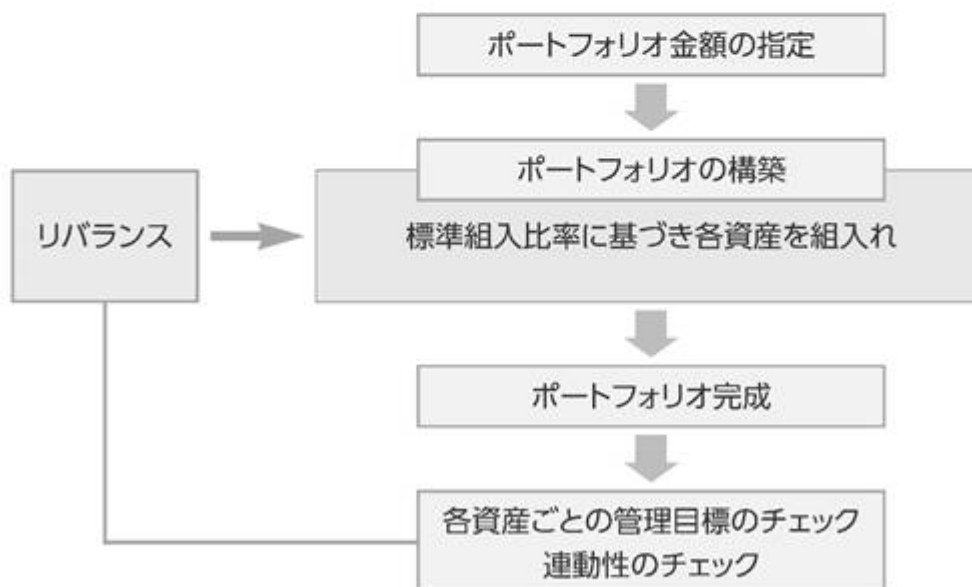 ポートフォリオ金額の指定
ポートフォリオの構築
リバランス
標準組入比率に基づき各資産を組入れ
ポートフォリオ完成
各資産ごとの管理目標のチェック
連動性のチェック